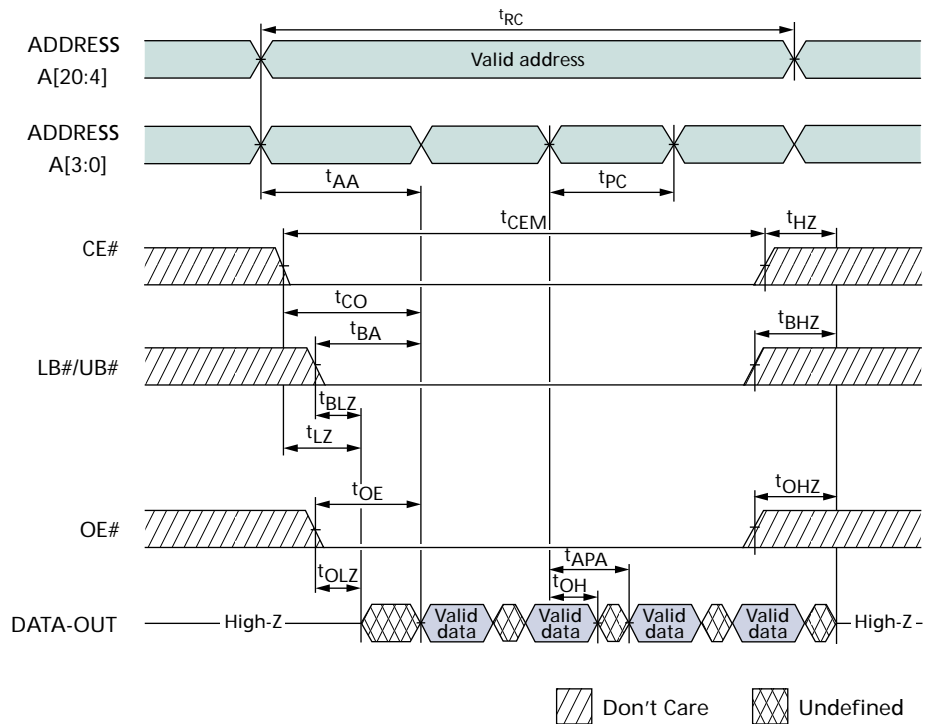 tRC
ADDRESS
A[20:4]
Valid address
ADDRESS
A[3:0]
tAA
tPC
tCEM
tHZ
CE#
tCO
tBA
tBHZ
LB#/UB#
tBLZ
tLZ
tOE
tOHZ
OE#
tAPA
tOLZ
tOH
DATA-OUT
High-Z
Valid
data
Valid
data
Valid
data
Valid
data
High-Z
Don't Care
Undefined